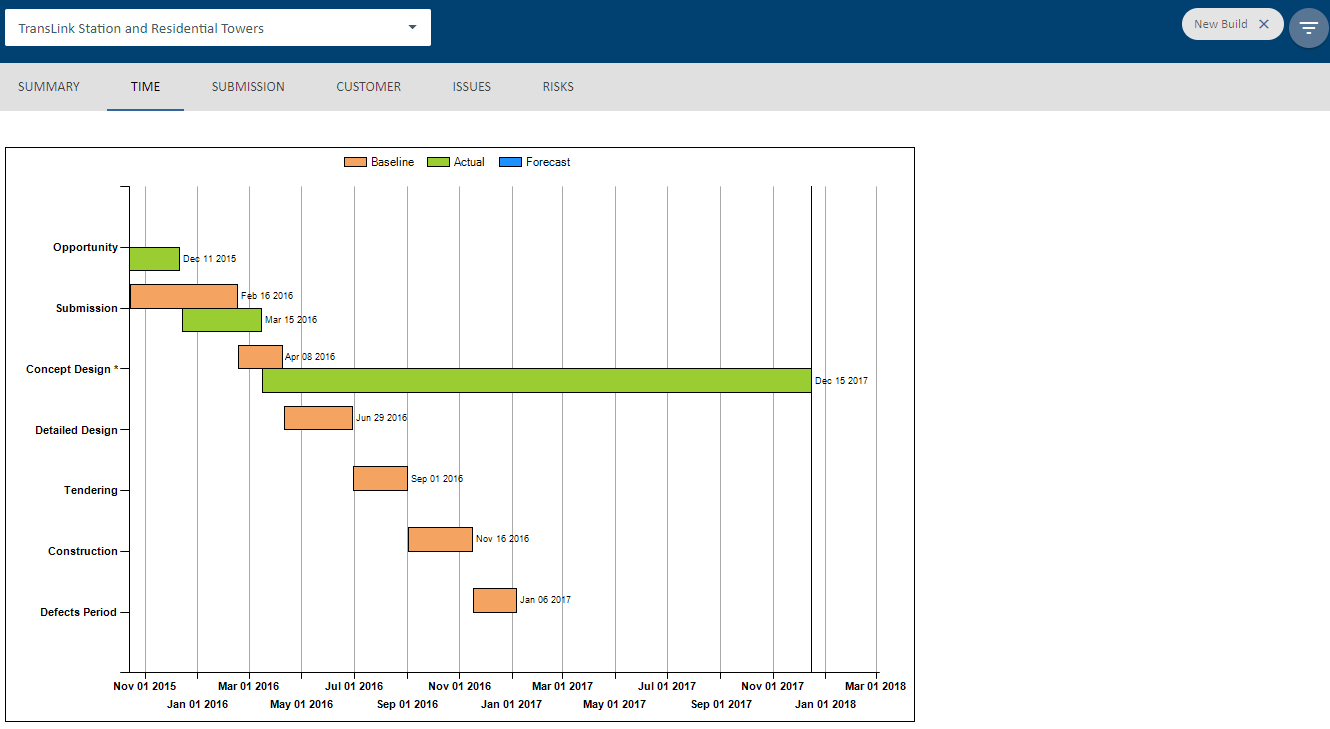 TransLink Station and Residential Towers
New Build
SUMMARY TIME SUBMISSION CUSTOMER ISSUES RISKS
Baseline Actual Forecast
Opportunity
Dec 11 2015
Feb 16 2016
Submission
Mar 15 2016
Apr 08 2016
Concept Design *
Dec 15 2017
Jun 29 2016
Detailed Design
Sep 01 2016
Tendering
Nov 16 2016
Construction
Jan 06 2017
Defects Period
Nov 01 2015 Mar 01 2016 Jul 01 2016 Nov 01 2016 Mar 01 2017 Jul 01 2017 Nov 01 2017 Mar 01 2018
Jan 01 2016 May 01 2016 Sep 01 2016 Jan 01 2017 May 01 2017 Sep 01 2017 Jan 01 2018